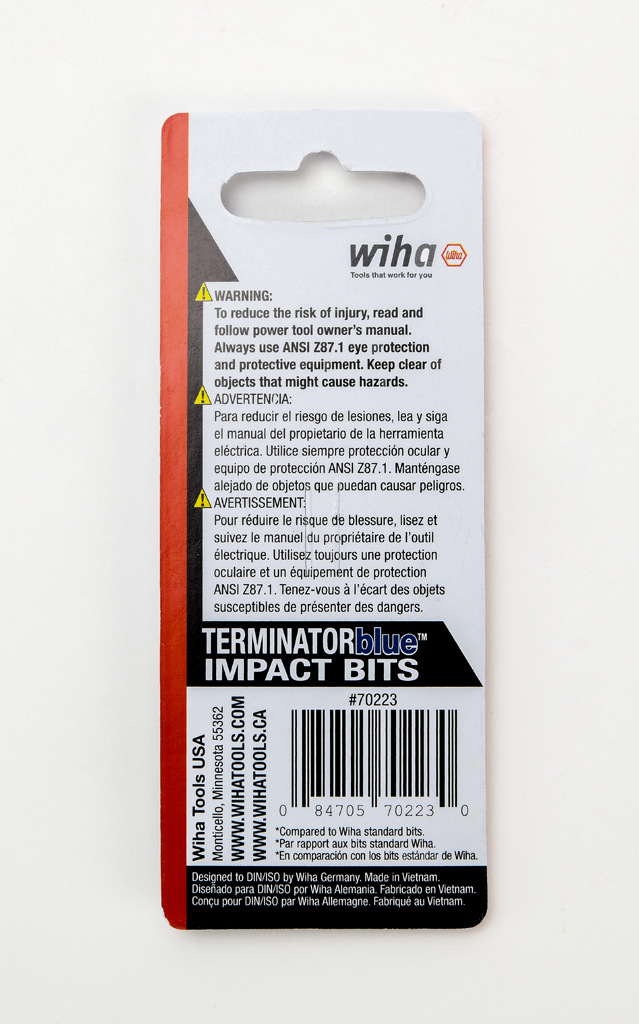 wiha Wiha
Tools that work for you
WARNING:
To reduce the risk of injury, read and
follow power tool owner's manual.
Always use ANSI Z87.1 eye protection
and protective equipment. Keep clear of
objects that might cause hazards.
ADVERTENCIA:
Para reducir el riesgo de lesiones, lea y siga
el manual del propietario de la herramienta
eléctrica. Utilice siempre protección ocular y
equipo de protección ANSI Z87.1. Manténgase
alejado de objetos que puedan causar peligros.
AVERTISSEMENT:
Pour réduire le risque de blessure, lisez et
suivez le manuel du propriétaire de l'outil
électrique. Utilisez toujours une protection
oculaire et un équipement de protection
ANSI Z87.1. Tenez-vous à l'écart des objets
susceptibles de présenter des dangers.
TERMINATORblue™
IMPACT BITS
Wiha Tools USA
Monticello, Minnesota 55362
WWW.WIHATOOLS.COM
WWW.WIHATOOLS.CA
#70223
0 84705 70223 0
*Compared to Wiha standard bits.
*Par rapport aux bits standard Wiha.
*En comparación con los bits estándar de Wiha.
Designed to DIN/ISO by Wiha Germany. Made in Vietnam.
Diseñado para DIN/ISO por Wiha Alemania. Fabricado en Vietnam.
Conçu pour DIN/ISO par Wiha Allemagne. Fabriqué au Vietnam.